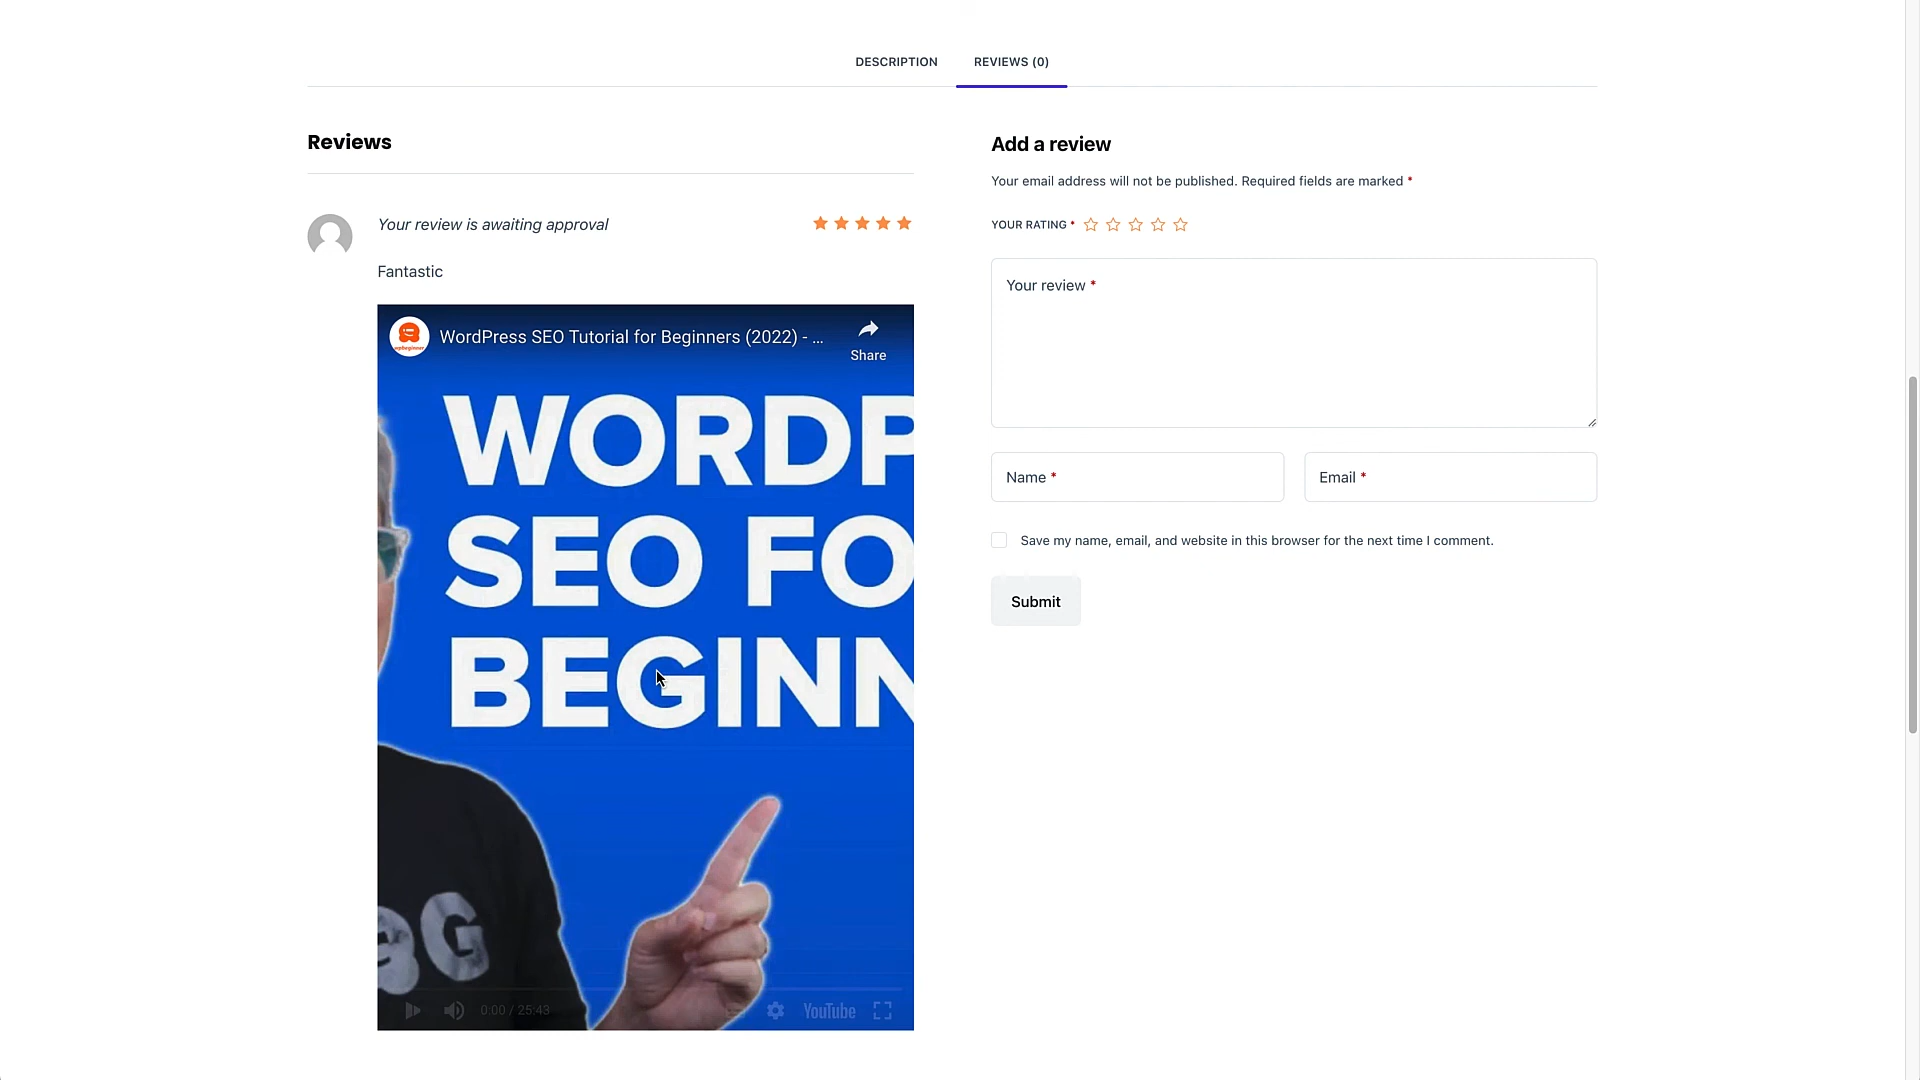 DESCRIPTION
REVIEWS (0)
Reviews
Your review is awaiting approval
Fantastic
WordPress SEO Tutorial for Beginners (2022) - ...
Share
WORDP
SEO FO
BEGINN
0:00 / 25:43
YouTube
Add a review
Your email address will not be published. Required fields are marked *
YOUR RATING *
Your review *
Name *
Email *
Save my name, email, and website in this browser for the next time I comment.
Submit